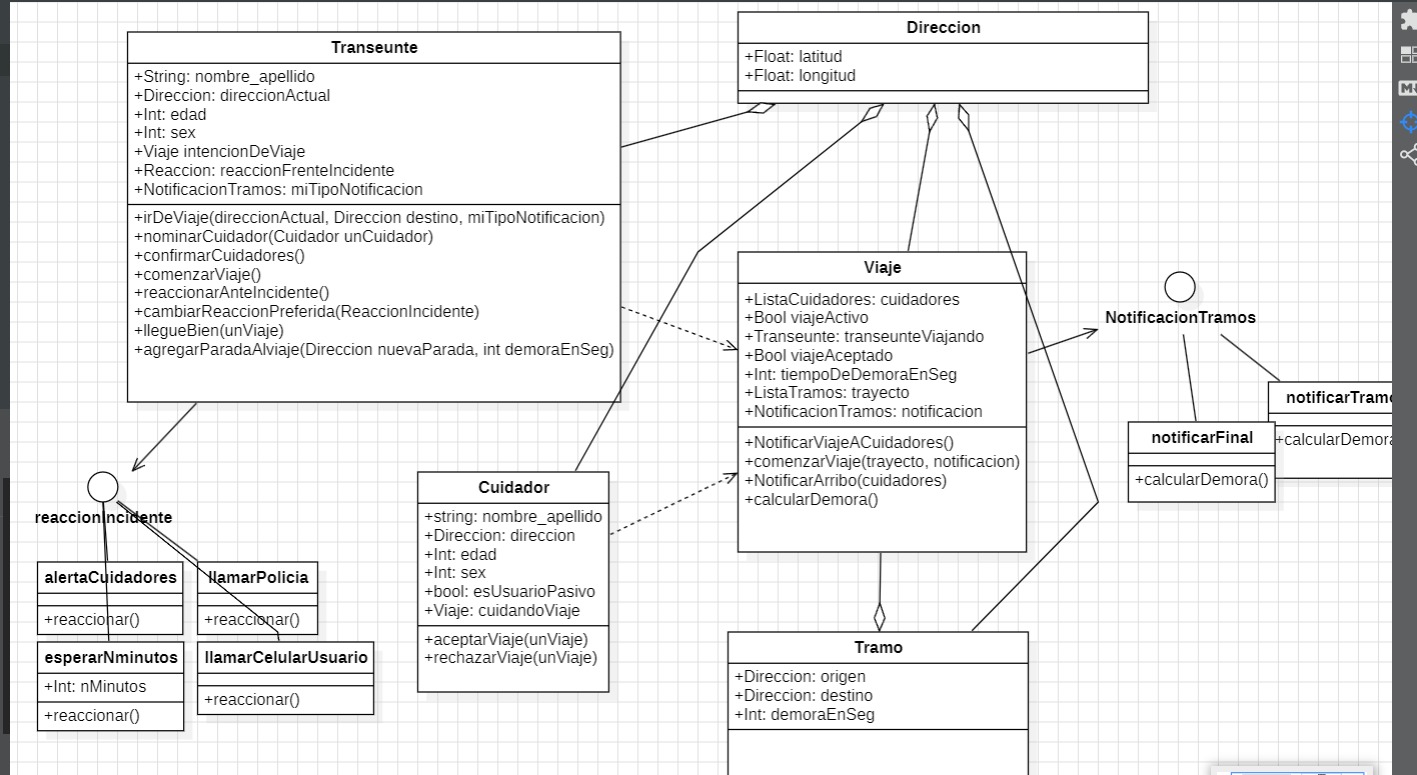 Transeunte
+String: nombre_apellido
+Direccion: direccionActual
+Int: edad
+Int: sex
+Viaje intencionDeViaje
+Reaccion: reaccionFrenteIncidente
+NotificacionTramos: miTipoNotificacion
+irDeViaje(direccionActual, Direccion destino, miTipoNotificacion)
+nominarCuidador(Cuidador unCuidador)
+confirmarCuidadores()
+comenzarViaje()
+reaccionarAnteIncidente()
+cambiarReaccionPreferida(ReaccionIncidente)
+llegueBien(unViaje)
+agregarParadaAlviaje(Direccion nuevaParada, int demoraEnSeg)
Direccion
+Float: latitud
+Float: longitud
Viaje
+ListaCuidadores: cuidadores
+Bool viajeActivo
+Transeunte: transeunteViajando
+Bool viajeAceptado
+Int: tiempoDeDemoraEnSeg
+ListaTramos: trayecto
+NotificacionTramos: notificacion
+NotificarViajeACuidadores()
+comenzarViaje(trayecto, notificacion)
+NotificarArribo(cuidadores)
+calcularDemora()
NotificacionTramos
notificarTramo
+calcularDemora
notificarFinal
+calcularDemora()
reaccionIncidente
alertaCuidadores
+reaccionar()
llamarPolicia
+reaccionar()
esperarNminutos
+Int: nMinutos
+reaccionar()
llamarCelularUsuario
+reaccionar()
Cuidador
+string: nombre_apellido
+Direccion: direccion
+Int: edad
+Int: sex
+bool: esUsuarioPasivo
+Viaje: cuidandoViaje
+aceptarViaje(unViaje)
+rechazarViaje(unViaje)
Tramo
+Direccion: origen
+Direccion: destino
+Int: demoraEnSeg